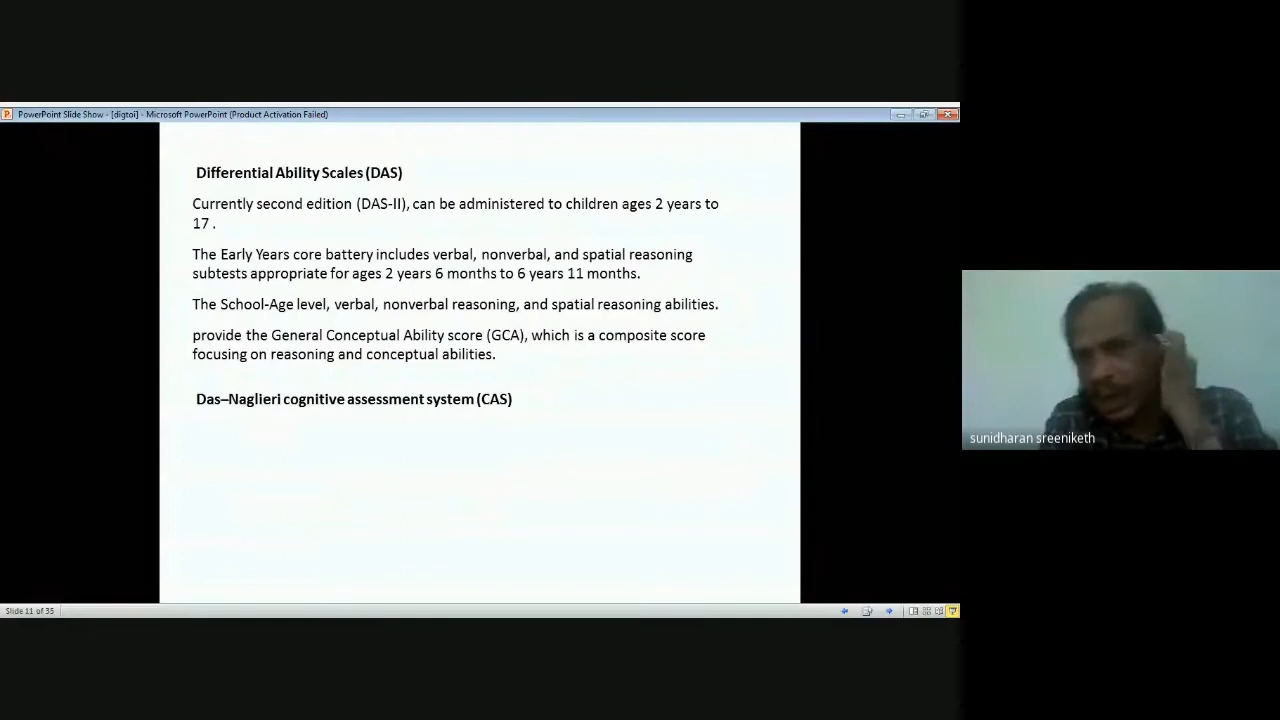 PowerPoint Slide Show - [digtoi] - Microsoft PowerPoint (Product Activation Failed)
Differential Ability Scales (DAS)
Currently second edition (DAS-II), can be administered to children ages 2 years to
17 .
The Early Years core battery includes verbal, nonverbal, and spatial reasoning
subtests appropriate for ages 2 years 6 months to 6 years 11 months.
The School-Age level, verbal, nonverbal reasoning, and spatial reasoning abilities.
provide the General Conceptual Ability score (GCA), which is a composite score
focusing on reasoning and conceptual abilities.
Das–Naglieri cognitive assessment system (CAS)
sunidharan sreeniketh
Slide 11 of 35